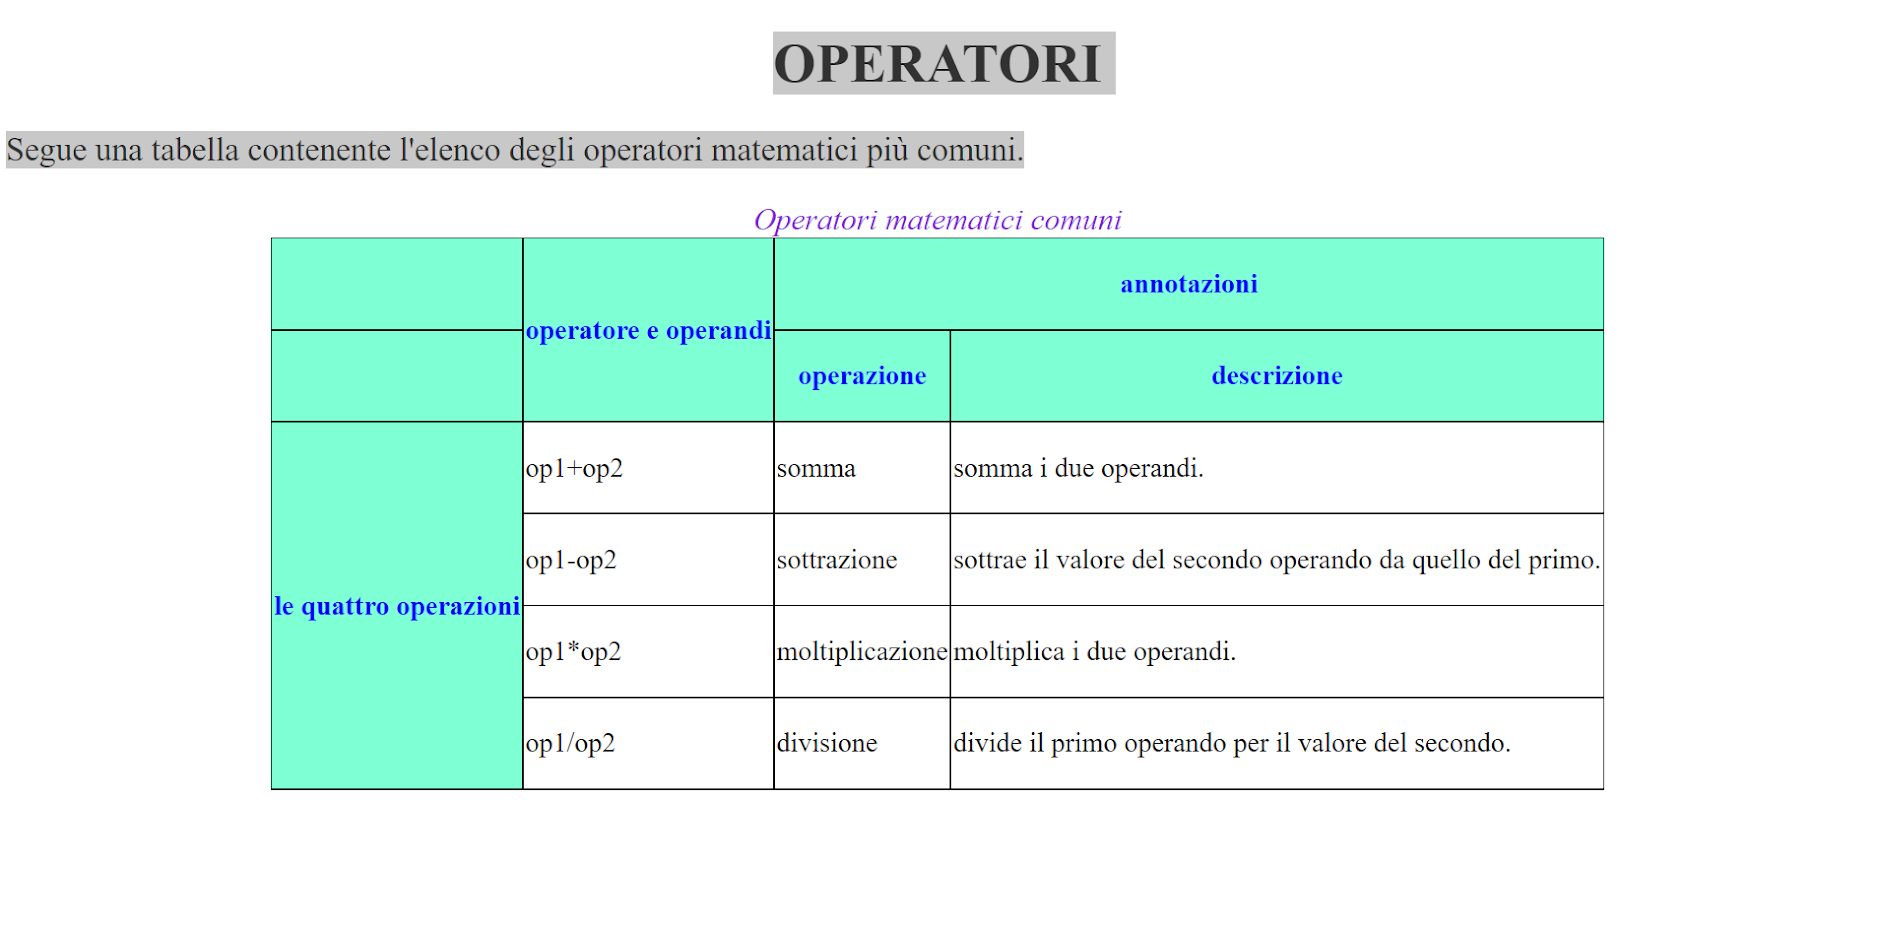 OPERATORI
Segue una tabella contenente l'elenco degli operatori matematici più comuni.
Operatori matematici comuni
operatore e operandi
annotazioni
operazione
descrizione
le quattro operazioni
op1+op2
somma
somma i due operandi.
op1-op2
sottrazione
sottrae il valore del secondo operando da quello del primo.
op1*op2
moltiplicazione
moltiplica i due operandi.
op1/op2
divisione
divide il primo operando per il valore del secondo.